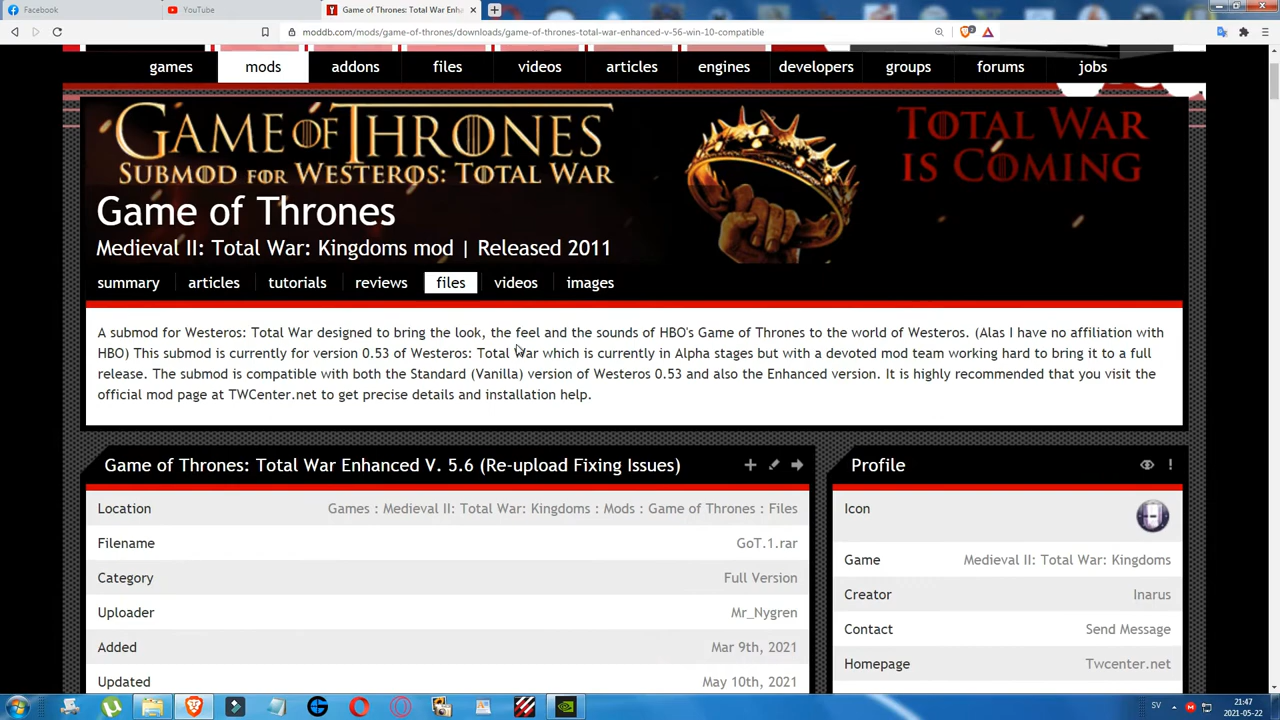 Facebook
YouTube
Game of Thrones: Total War Enha
moddb.com/mods/game-of-thrones/downloads/game-of-thrones-total-war-enhanced-v-56-win-10-compatible
games mods addons files videos articles engines developers groups forums jobs
GAME OF THRONES
SUBMOD FOR WESTEROS: TOTAL WAR
TOTAL WAR
IS COMING
Game of Thrones
Medieval II: Total War: Kingdoms mod | Released 2011
summary articles tutorials reviews files videos images
A submod for Westeros: Total War designed to bring the look, the feel and the sounds of HBO's Game of Thrones to the world of Westeros. (Alas I have no affiliation with
HBO) This submod is currently for version 0.53 of Westeros: Total War which is currently in Alpha stages but with a devoted mod team working hard to bring it to a full
release. The submod is compatible with both the Standard (Vanilla) version of Westeros 0.53 and also the Enhanced version. It is highly recommended that you visit the
official mod page at TWCenter.net to get precise details and installation help.
Game of Thrones: Total War Enhanced V. 5.6 (Re-upload Fixing Issues)
Location Games : Medieval II: Total War: Kingdoms : Mods : Game of Thrones : Files
Filename GoT.1.rar
Category Full Version
Uploader Mr_Nygren
Added Mar 9th, 2021
Updated May 10th, 2021
Profile
Icon
Game Medieval II: Total War: Kingdoms
Creator Inarus
Contact Send Message
Homepage Twcenter.net
SV
21:47
2021-05-22